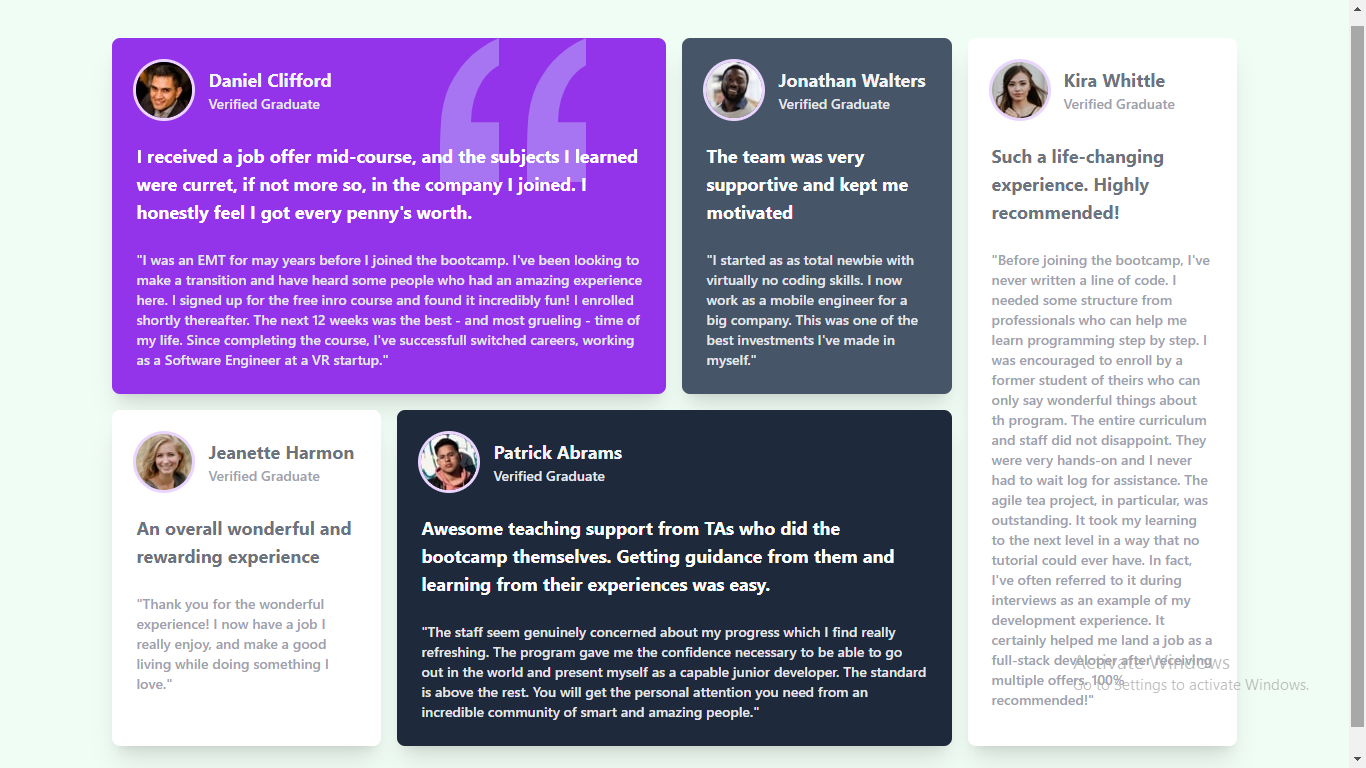 Daniel Clifford
Verified Graduate
I received a job offer mid-course, and the subjects I learned
were curret, if not more so, in the company I joined. I
honestly feel I got every penny's worth.
"I was an EMT for may years before I joined the bootcamp. I've been looking to
make a transition and have heard some people who had an amazing experience
here. I signed up for the free inro course and found it incredibly fun! I enrolled
shortly thereafter. The next 12 weeks was the best - and most grueling - time of
my life. Since completing the course, I've successfull switched careers, working
as a Software Engineer at a VR startup."
Jonathan Walters
Verified Graduate
The team was very
supportive and kept me
motivated
"I started as as total newbie with
virtually no coding skills. I now
work as a mobile engineer for a
big company. This was one of the
best investments I've made in
myself."
Kira Whittle
Verified Graduate
Such a life-changing
experience. Highly
recommended!
"Before joining the bootcamp, I've
never written a line of code. I
needed some structure from
professionals who can help me
learn programming step by step. I
was encouraged to enroll by a
former student of theirs who can
only say wonderful things about
th program. The entire curriculum
and staff did not disappoint. They
were very hands-on and I never
had to wait log for assistance. The
agile tea project, in particular, was
outstanding. It took my learning
to the next level in a way that no
tutorial could ever have. In fact,
I've often referred to it during
interviews as an example of my
development experience. It
certainly helped me land a job as a
full-stack developer after receiving
multiple offers. 100%
recommended!"
Jeanette Harmon
Verified Graduate
An overall wonderful and
rewarding experience
"Thank you for the wonderful
experience! I now have a job I
really enjoy, and make a good
living while doing something I
love."
Patrick Abrams
Verified Graduate
Awesome teaching support from TAs who did the
bootcamp themselves. Getting guidance from them and
learning from their experiences was easy.
"The staff seem genuinely concerned about my progress which I find really
refreshing. The program gave me the confidence necessary to be able to go
out in the world and present myself as a capable junior developer. The standard
is above the rest. You will get the personal attention you need from an
incredible community of smart and amazing people."
Activate Windows
Go to Settings to activate Windows.